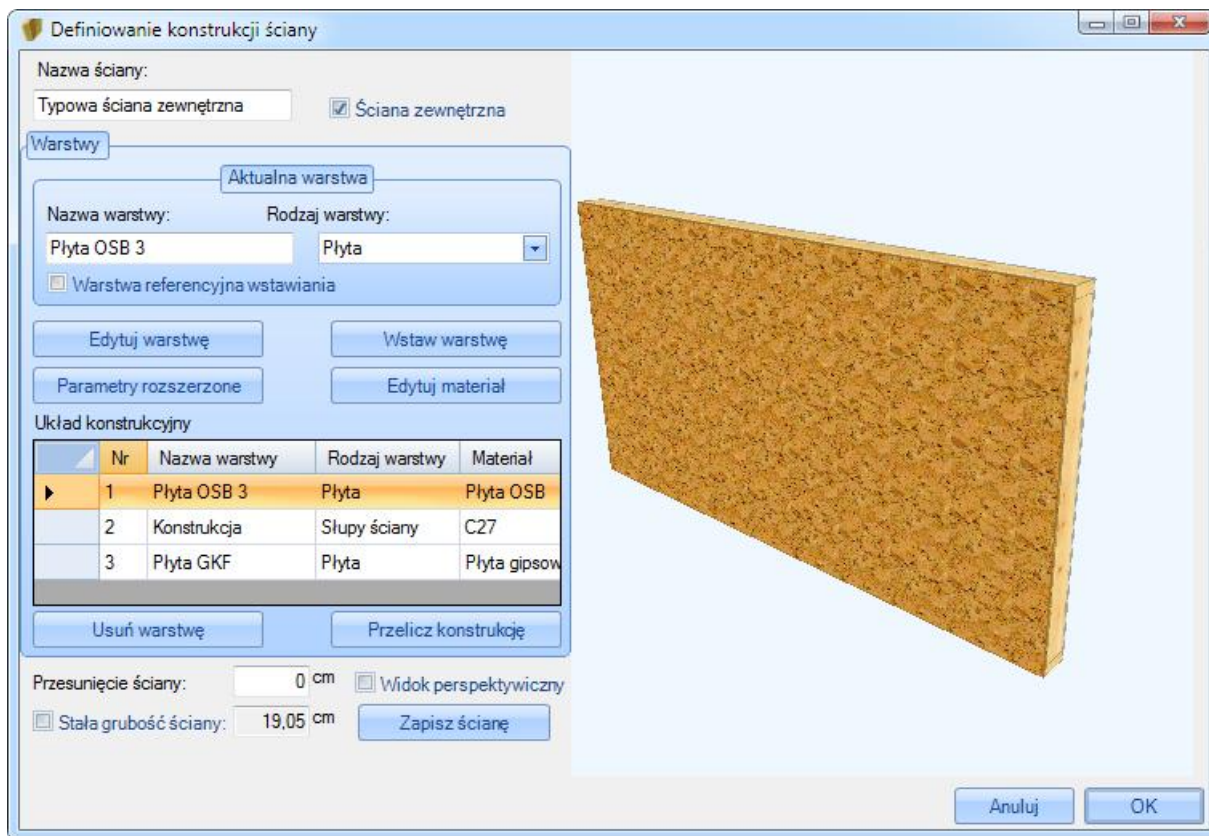 Definiowanie konstrukcji ściany
Nazwa ściany:
Typowa ściana zewnętrzna
Ściana zewnętrzna
Warstwy
Aktualna warstwa
Nazwa warstwy: Rodzaj warstwy:
Płyta OSB 3 Płyta
Warstwa referencyjna wstawiania
Edytuj warstwę Wstaw warstwę
Parametry rozszerzone Edytuj materiał
Układ konstrukcyjny
Nr Nazwa warstwy Rodzaj warstwy Materiał
1 Płyta OSB 3 Płyta Płyta OSB
2 Konstrukcja Słupy ściany C27
3 Płyta GKF Płyta Płyta gipsow
Usuń warstwę Przelicz konstrukcję
Przesunięcie ściany: 0 cm Widok perspektywiczny
Stała grubość ściany: 19,05 cm Zapisz ścianę
Anuluj OK